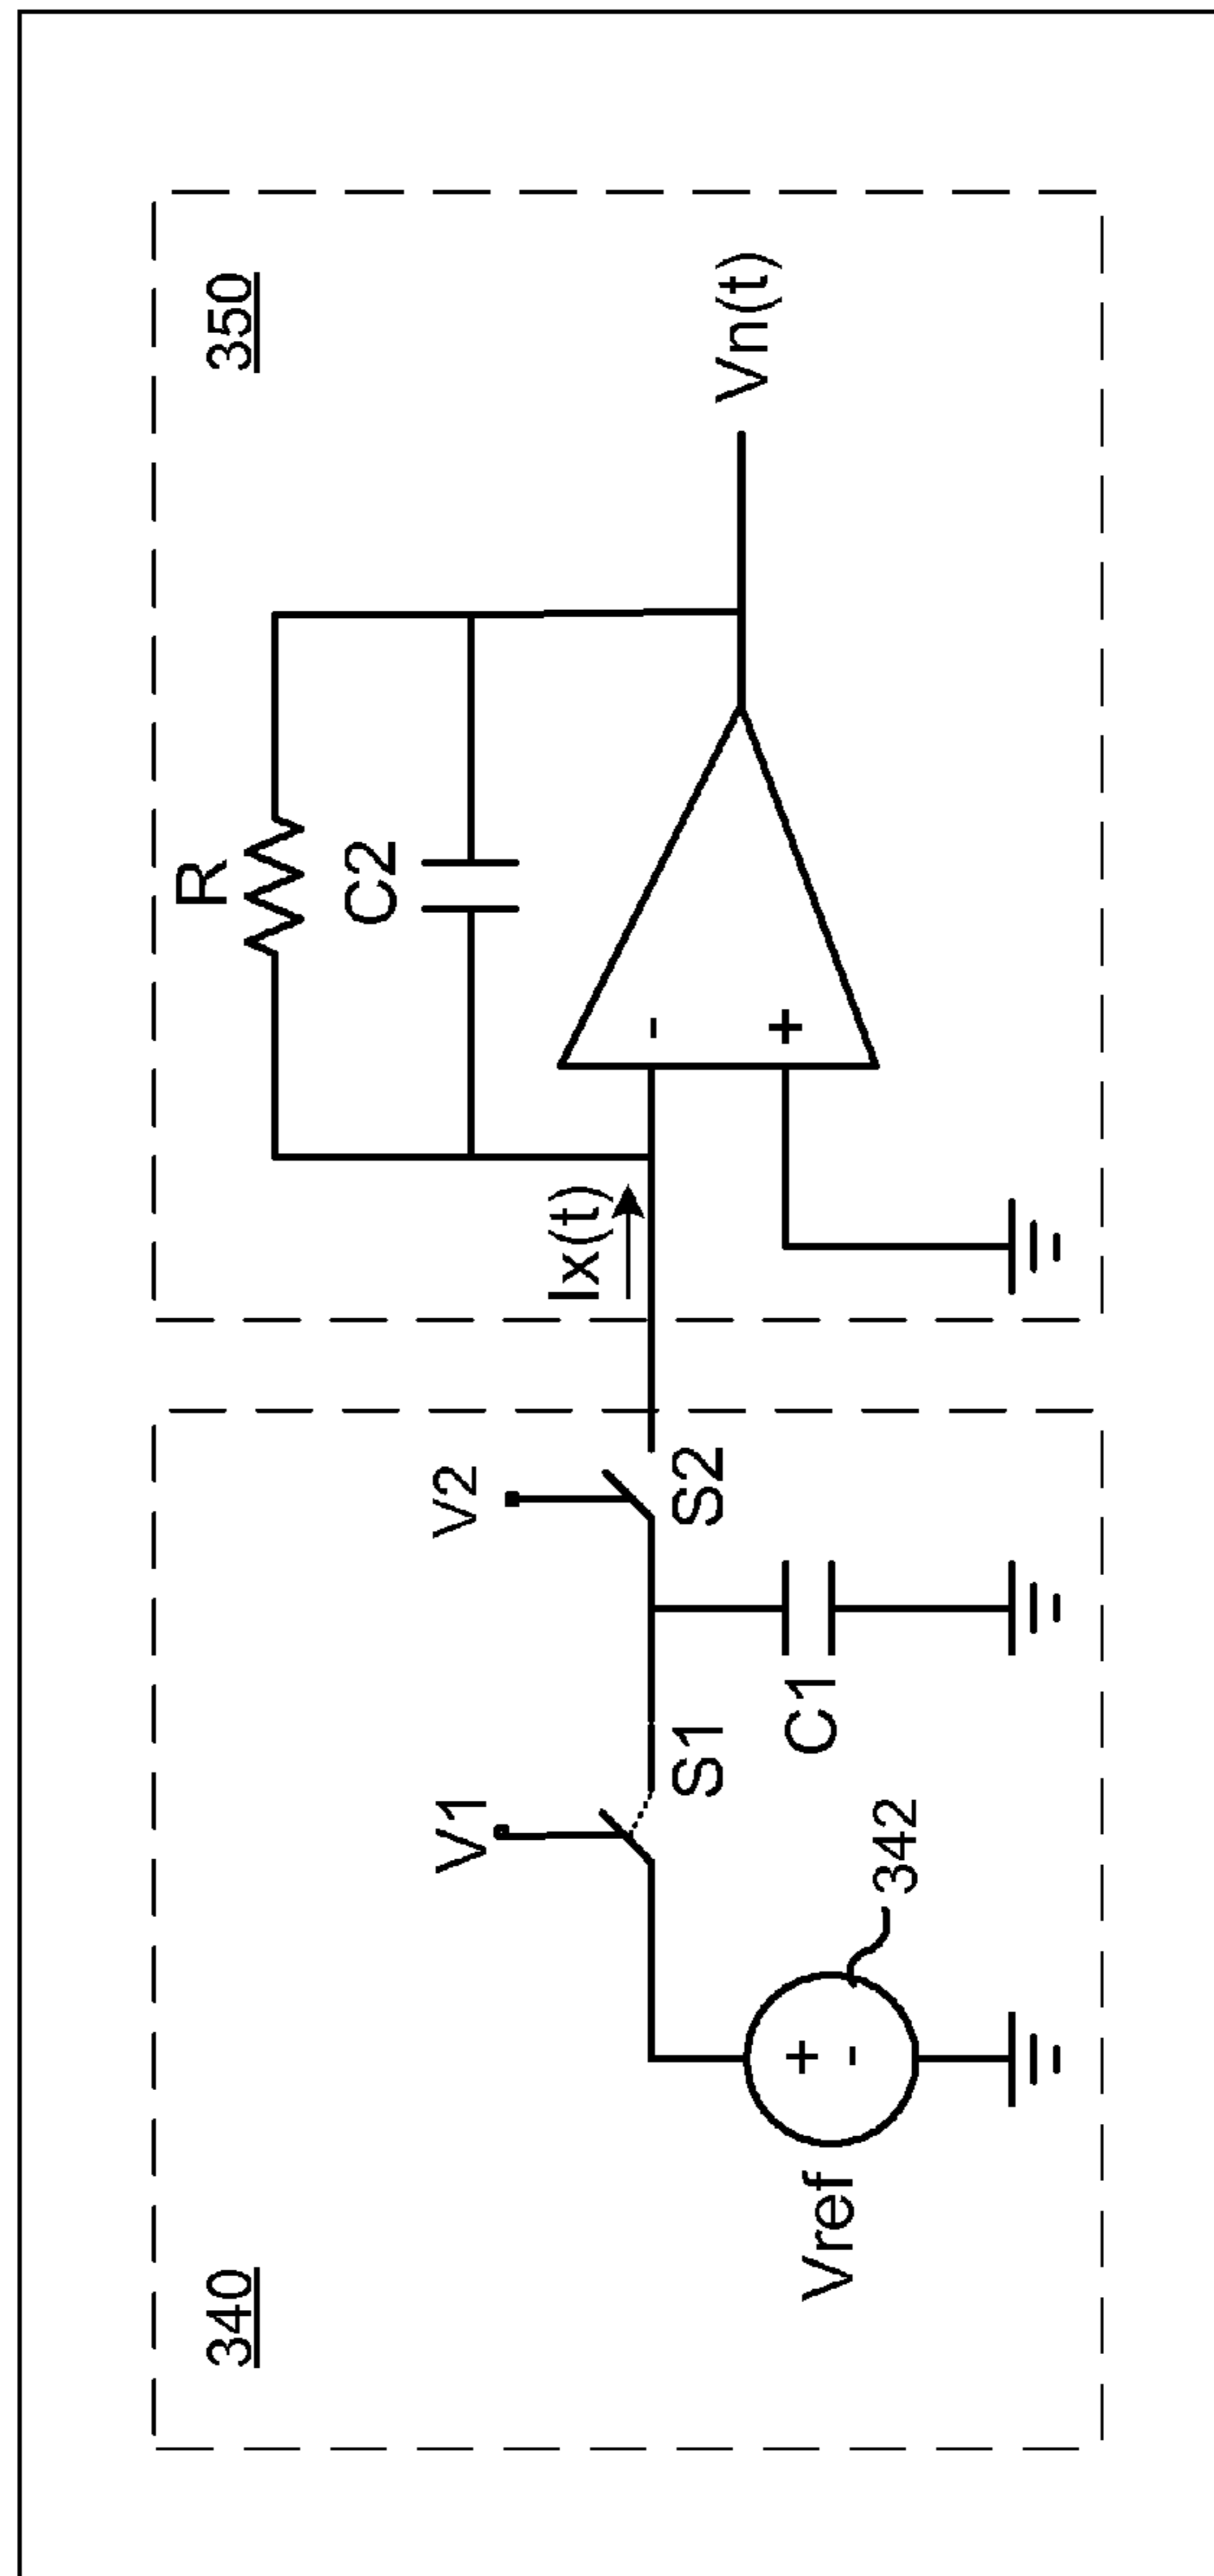 340
350
R
C2
V1
V2
Ix(t)
-
+
Vn(t)
S1
S2
C1
Vref
+
-
342